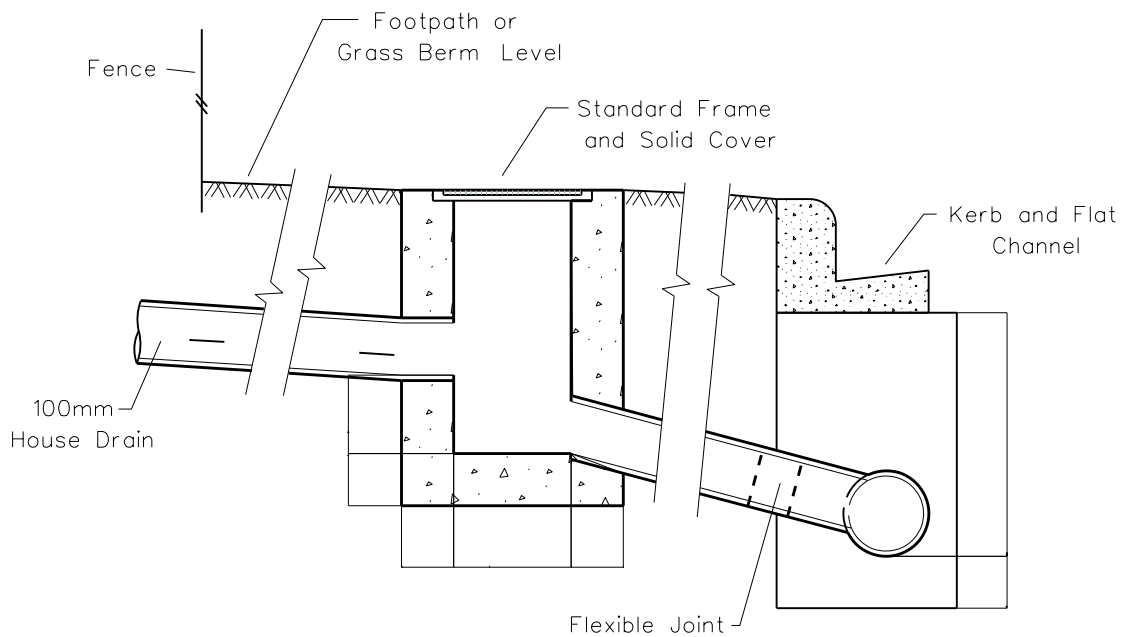 Footpath or
Grass Berm Level
Fence
Standard Frame
and Solid Cover
Kerb and Flat
Channel
100mm
House Drain
Flexible Joint